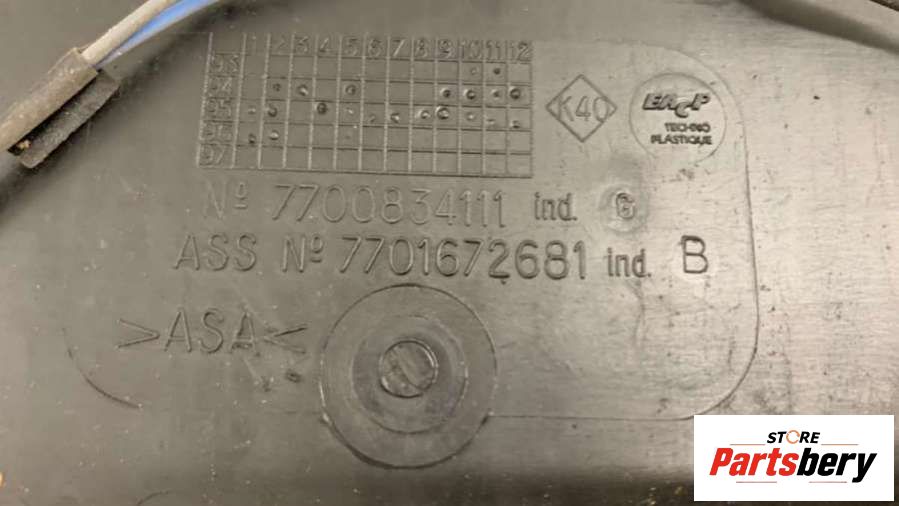 1 2 3 4 5 6 7 8 9 10 11 12
93
94
95
96
97
K40
EACP
TECHNO
PLASTIQUE
Nº 7700834111 ind. G
ASS Nº 7701672681 ind. B
>ASA<
STORE
Partsbery